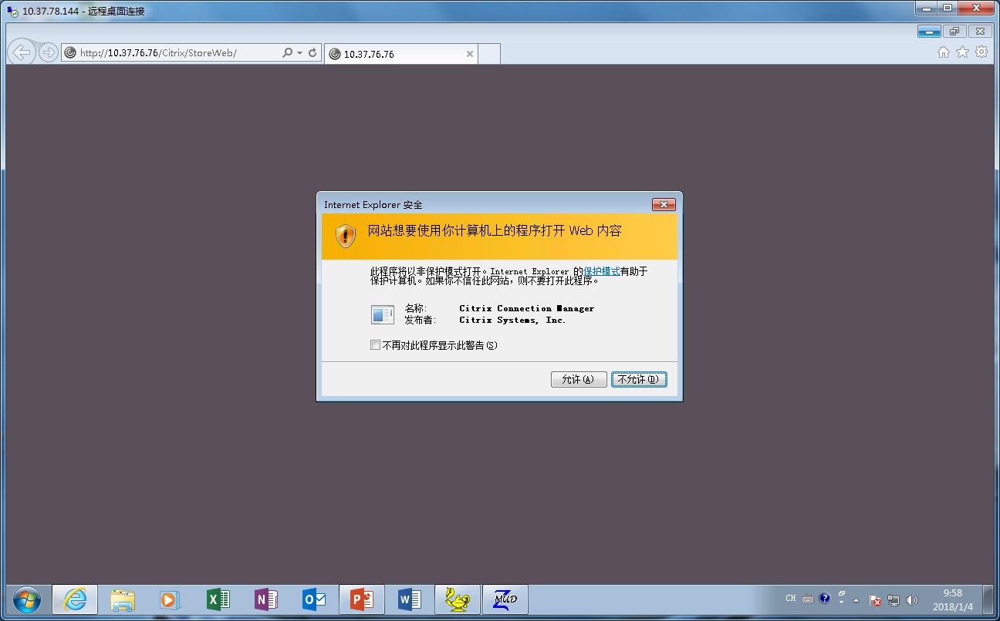 10.37.78.144 - 远程桌面连接
http://10.37.76.76/Citrix/StoreWeb/
10.37.76.76
Internet Explorer 安全
网站想要使用你计算机上的程序打开 Web 内容
此程序将以非保护模式打开。Internet Explorer 的保护模式有助于
保护计算机。如果你不信任此网站，则不要打开此程序。
名称: Citrix Connection Manager
发布者: Citrix Systems, Inc.
不再对此程序显示此警告(S)
允许(A) 不允许(D)
CH
9:58
2018/1/4
MUD